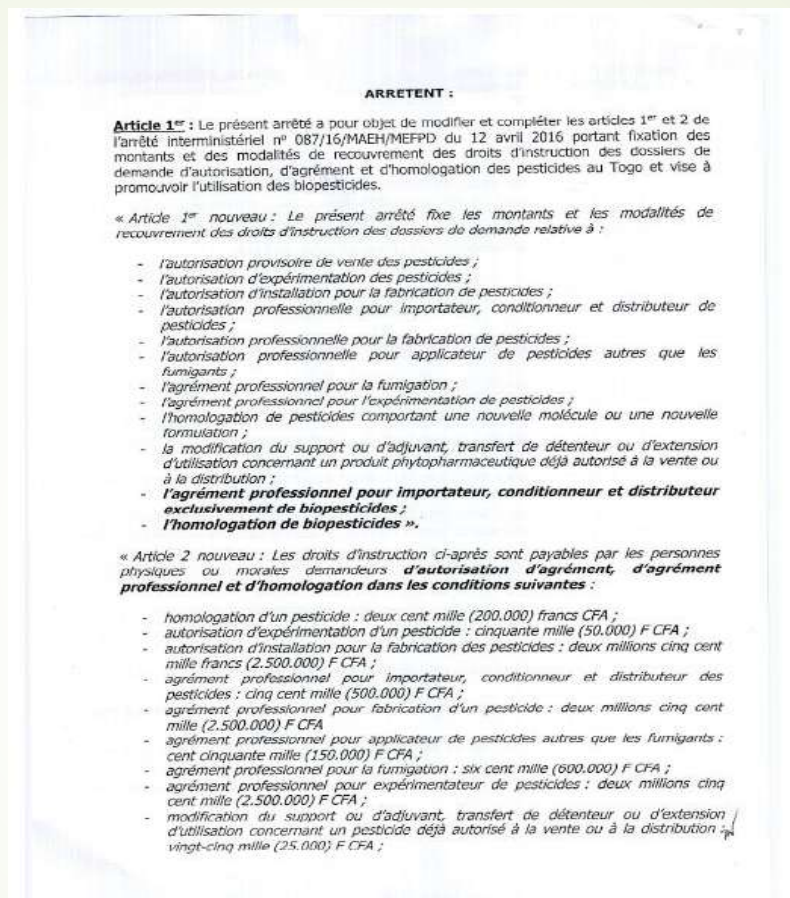 ARRETENT :
Article 1er : Le présent arrêté a pour objet de modifier et compléter les articles 1er et 2 de
l'arrêté interministériel nº 087/16/MAEH/MEFPD du 12 avril 2016 portant fixation des
montants et des modalités de recouvrement des droits d'instruction des dossiers de
demande d'autorisation, d'agrément et d'homologation des pesticides au Togo et vise à
promouvoir l'utilisation des biopesticides.
« Article 1er nouveau : Le présent arrêté fixe les montants et les modalités de
recouvrement des droits d'instruction des dossiers de demande relative à :
- l'autorisation provisoire de vente des pesticides ;
- l'autorisation d'expérimentation des pesticides ;
- l'autorisation d'installation pour la fabrication de pesticides ;
- l'autorisation professionnelle pour importateur, conditionneur et distributeur de
pesticides ;
- l'autorisation professionnelle pour la fabrication de pesticides ;
- l'autorisation professionnelle pour applicateur de pesticides autres que les
fumigants ;
- l'agrément professionnel pour la fumigation ;
- l'agrément professionnel pour l'expérimentation de pesticides ;
- l'homologation de pesticides comportant une nouvelle molécule ou une nouvelle
formulation ;
- la modification du support ou d'adjuvant, transfert de détenteur ou d'extension
d'utilisation concernant un produit phytopharmaceutique déjà autorisé à la vente ou
à la distribution ;
- l'agrément professionnel pour importateur, conditionneur et distributeur
exclusivement de biopesticides ;
- l'homologation de biopesticides ».
« Article 2 nouveau : Les droits d'instruction ci-après sont payables par les personnes
physiques ou morales demandeurs d'autorisation d'agrément, d'agrément
professionnel et d'homologation dans les conditions suivantes :
- homologation d'un pesticide : deux cent mille (200.000) francs CFA ;
- autorisation d'expérimentation d'un pesticide : cinquante mille (50.000) F CFA ;
- autorisation d'installation pour la fabrication des pesticides : deux millions cinq cent
mille francs (2.500.000) F CFA ;
- agrément professionnel pour importateur, conditionneur et distributeur des
pesticides : cinq cent mille (500.000) F CFA ;
- agrément professionnel pour fabrication d'un pesticide : deux millions cinq cent
mille (2.500.000) F CFA
- agrément professionnel pour applicateur de pesticides autres que les fumigants :
cent cinquante mille (150.000) F CFA ;
- agrément professionnel pour la fumigation : six cent mille (600.000) F CFA ;
- agrément professionnel pour expérimentateur de pesticides : deux millions cinq
cent mille (2.500.000) F CFA ;
- modification du support ou d'adjuvant, transfert de détenteur ou d'extension
d'utilisation concernant un pesticide déjà autorisé à la vente ou à la distribution :
vingt-cinq mille (25.000) F CFA ;